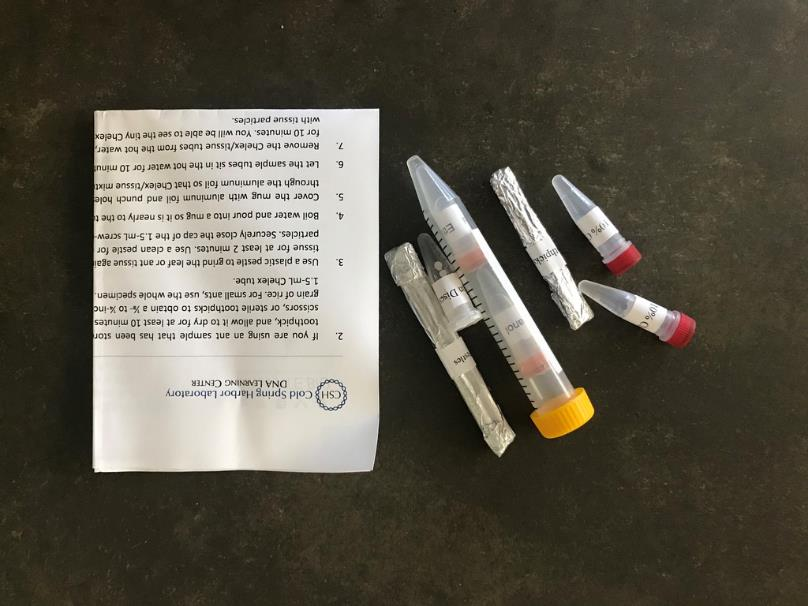 CSH Cold Spring Harbor Laboratory
DNA LEARNING CENTER
2. If you are using an ant sample that has been stor
toothpick, and allow it to dry for at least 10 minutes
scissors, or sterile toothpicks to obtain a ⅛- to ¼-inc
grain of rice. For small ants, use the whole specimen.
1.5-mL Chelex tube.
3. Use a plastic pestle to grind the leaf or ant tissue agai
tissue for at least 2 minutes. Use a clean pestle for
particles. Securely close the cap of the 1.5-mL screw-
4. Boil water and pour into a mug so it is nearly to the t
5. Cover the mug with aluminum foil and punch hole
through the aluminum foil so that Chelex/tissue mixt
6. Let the sample tubes sit in the hot water for 10 minut
7. Remove the Chelex/tissue tubes from the hot water,
for 10 minutes. You will be able to see the tiny Chelex
with tissue particles.
Disc
stles
anol
thpick
10% C
10% C